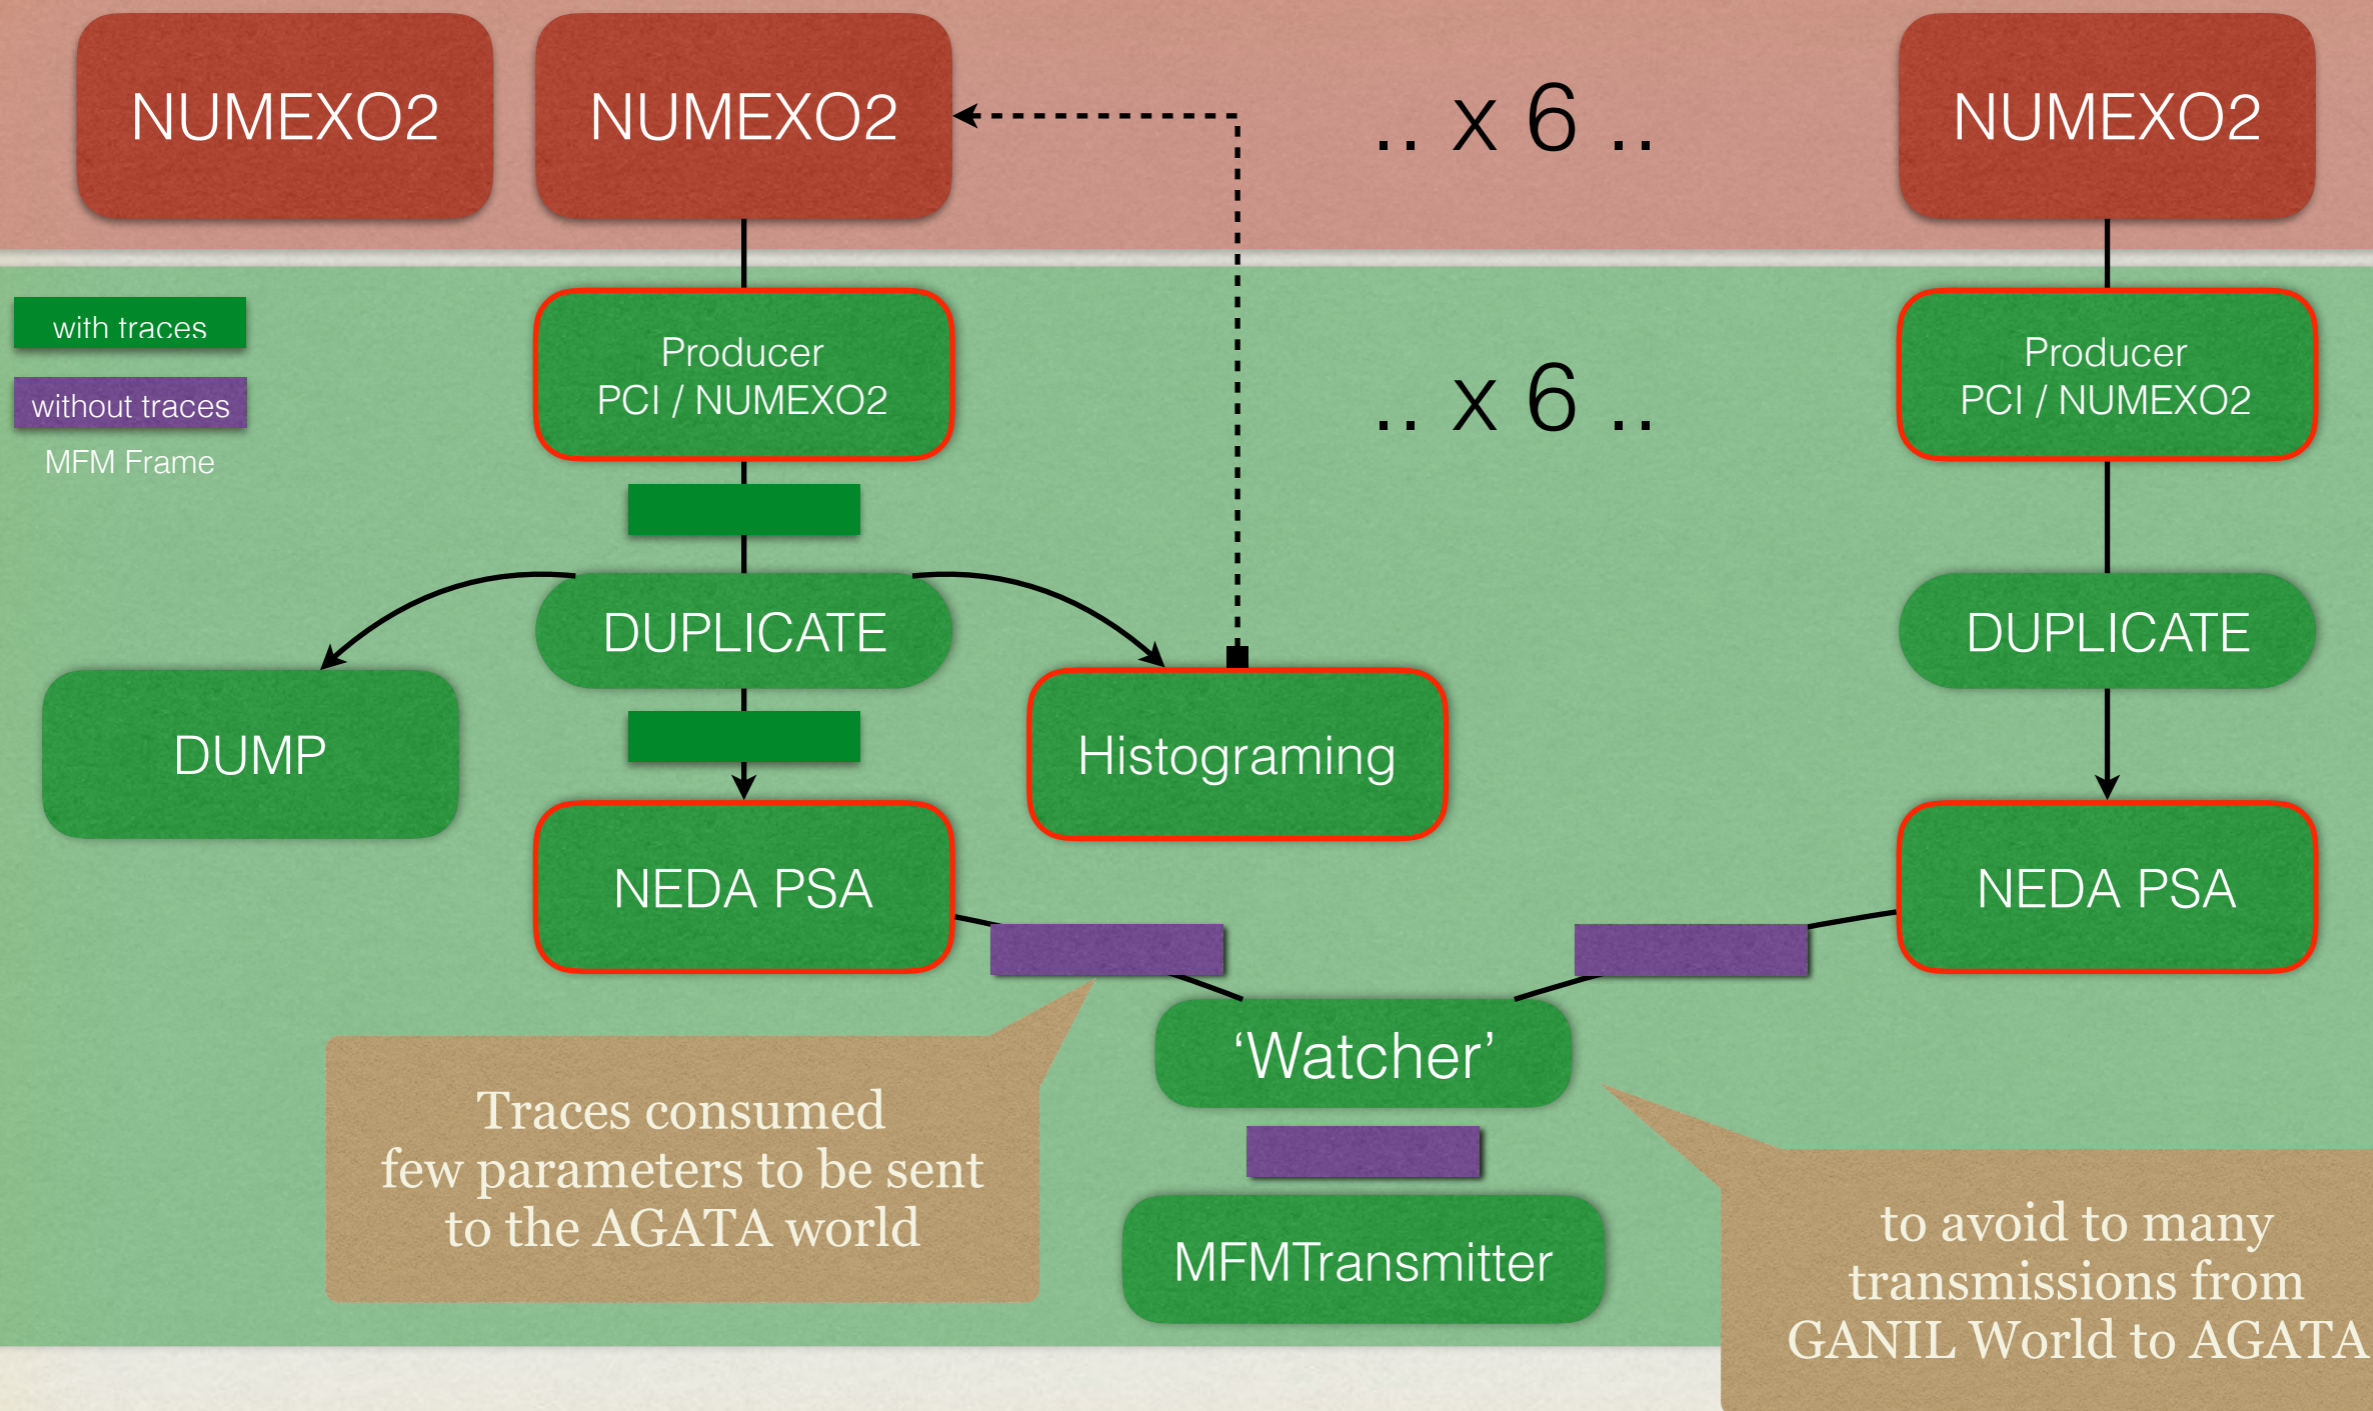 NUMEXO2
NUMEXO2
.. x 6 ..
NUMEXO2
with traces
without traces
MFM Frame
Producer
PCI / NUMEXO2
.. x 6 ..
Producer
PCI / NUMEXO2
DUPLICATE
DUPLICATE
DUMP
Histograming
NEDA PSA
NEDA PSA
‘Watcher’
Traces consumed
few parameters to be sent
to the AGATA world
MFMTransmitter
to avoid to many
transmissions from
GANIL World to AGATA